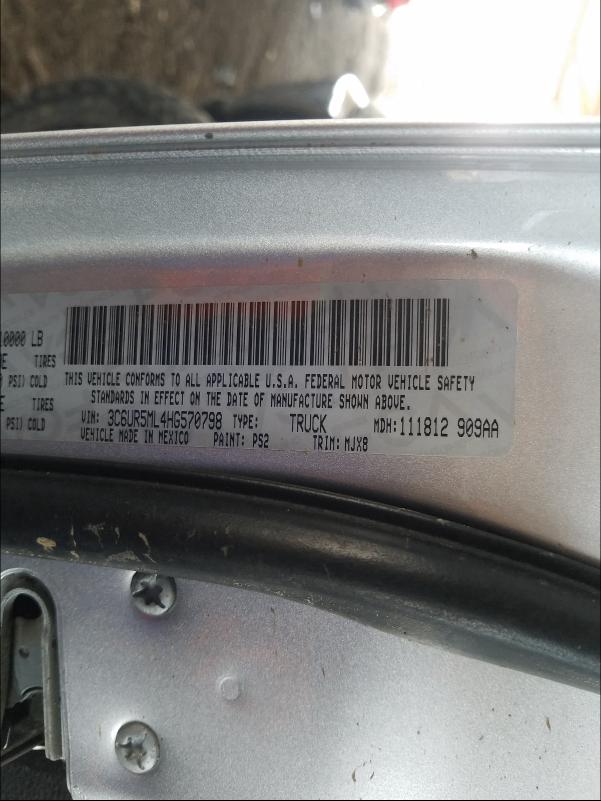 10000 LB
TIRES
PSI) COLD
TIRES
PSI) COLD
THIS VEHICLE CONFORMS TO ALL APPLICABLE U.S.A. FEDERAL MOTOR VEHICLE SAFETY
STANDARDS IN EFFECT ON THE DATE OF MANUFACTURE SHOWN ABOVE.
VIN: 3C6UR5ML4HG570798 TYPE: TRUCK MDH: 111812 909AA
VEHICLE MADE IN MEXICO PAINT: PS2 TRIM: MJX8